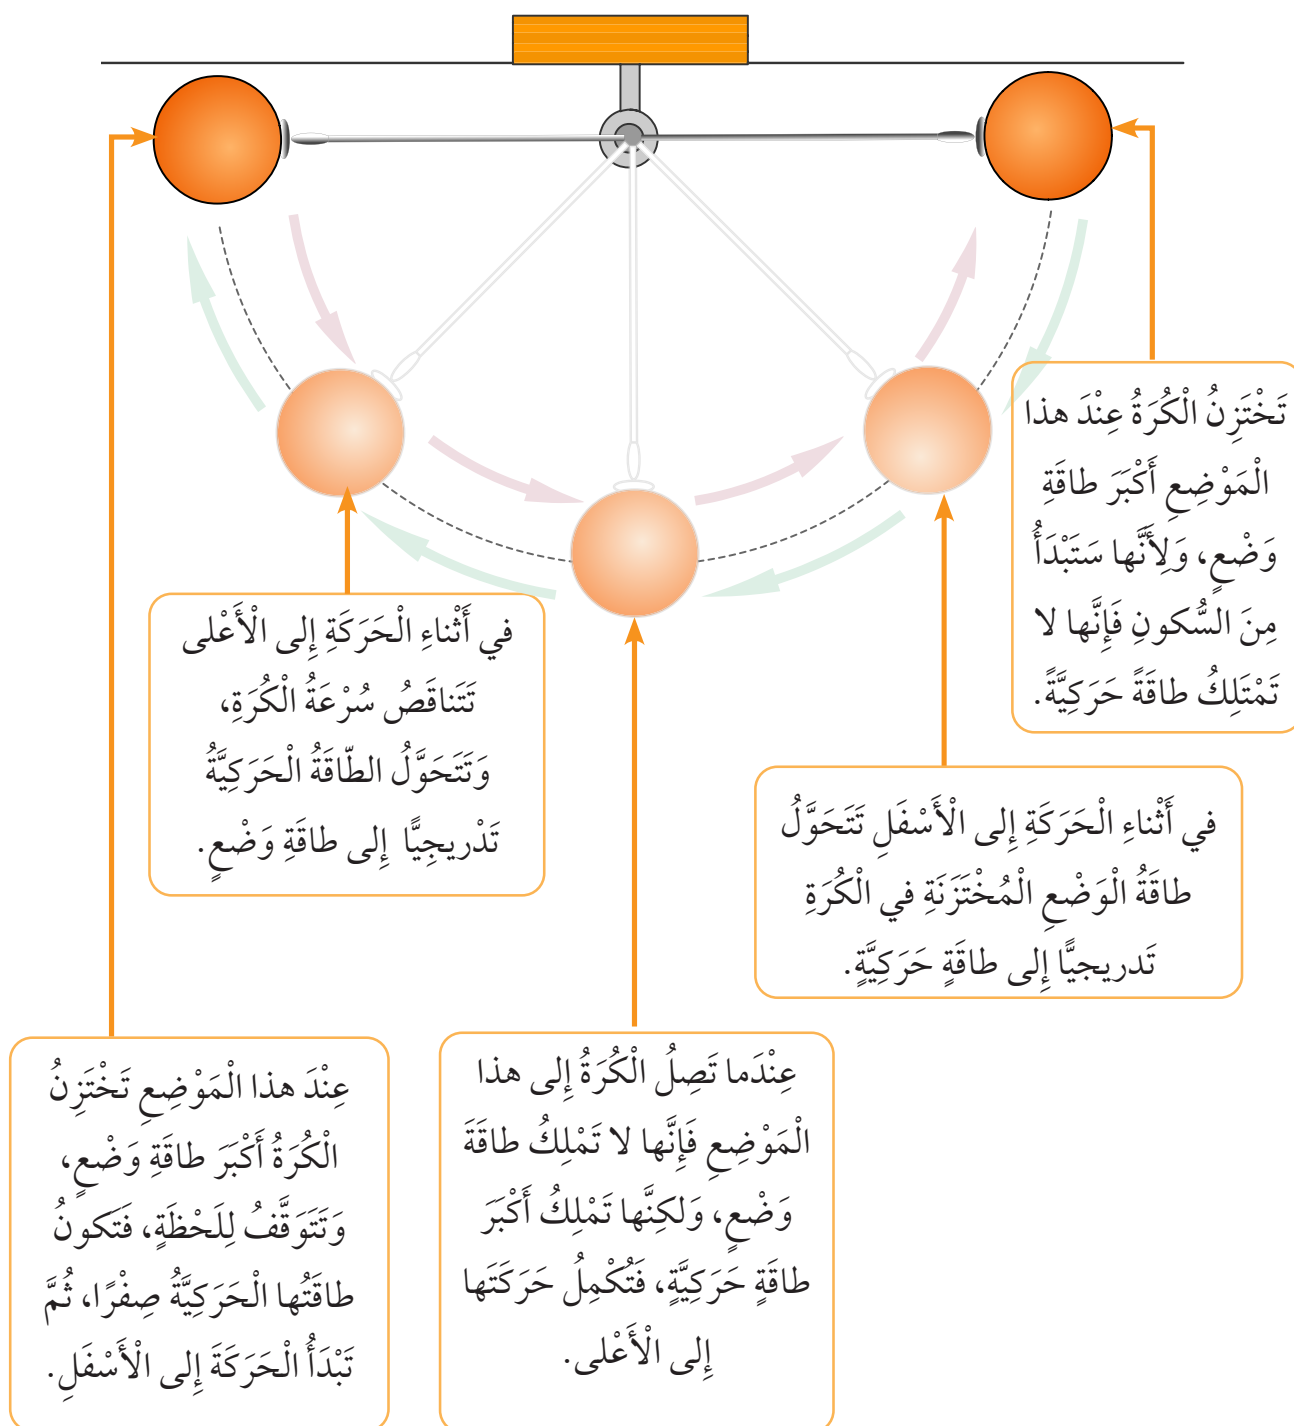 تَخْتَزِنُ الْكُرَةُ عِنْدَ هذا
الْمَوْضِعِ أَكْبَرَ طاقَةِ
وَضْعٍ، وَلِأَنَّها سَتَبْدَأُ
مِنَ السُّكونِ فَإِنَّها لا
تَمْتَلِكُ طاقَةً حَرَكِيَّةً.
في أَثْناءِ الْحَرَكَةِ إِلى الْأَسْفَلِ تَتَحَوَّلُ
طاقَةُ الْوَضْعِ الْمُخْتَزَنَةِ في الْكُرَةِ
تَدريجيًّا إِلى طاقَةٍ حَرَكِيَّةٍ.
عِنْدَما تَصِلُ الْكُرَةُ إِلى هذا
الْمَوْضِعِ فَإِنَّها لا تَمْلِكُ طاقَةَ
وَضْعٍ، وَلكِنَّها تَمْلِكُ أَكْبَرَ
طاقَةٍ حَرَكِيَّةٍ، فَتُكْمِلُ حَرَكَتَها
إِلى الْأَعْلى.
في أَثْناءِ الْحَرَكَةِ إِلى الْأَعْلى
تَتَناقَصُ سُرْعَةُ الْكُرَةِ،
وَتَتَحَوَّلُ الطّاقَةُ الْحَرَكِيَّةُ
تَدْريجِيًّا إِلى طاقَةِ وَضْعٍ.
عِنْدَ هذا الْمَوْضِعِ تَخْتَزِنُ
الْكُرَةُ أَكْبَرَ طاقَةِ وَضْعٍ،
وَتَتَوَقَّفُ لِلَحْظَةٍ، فَتَكونُ
طاقَتُها الْحَرَكِيَّةُ صِفْرًا، ثُمَّ
تَبْدَأُ الْحَرَكَةَ إِلى الْأَسْفَلِ.